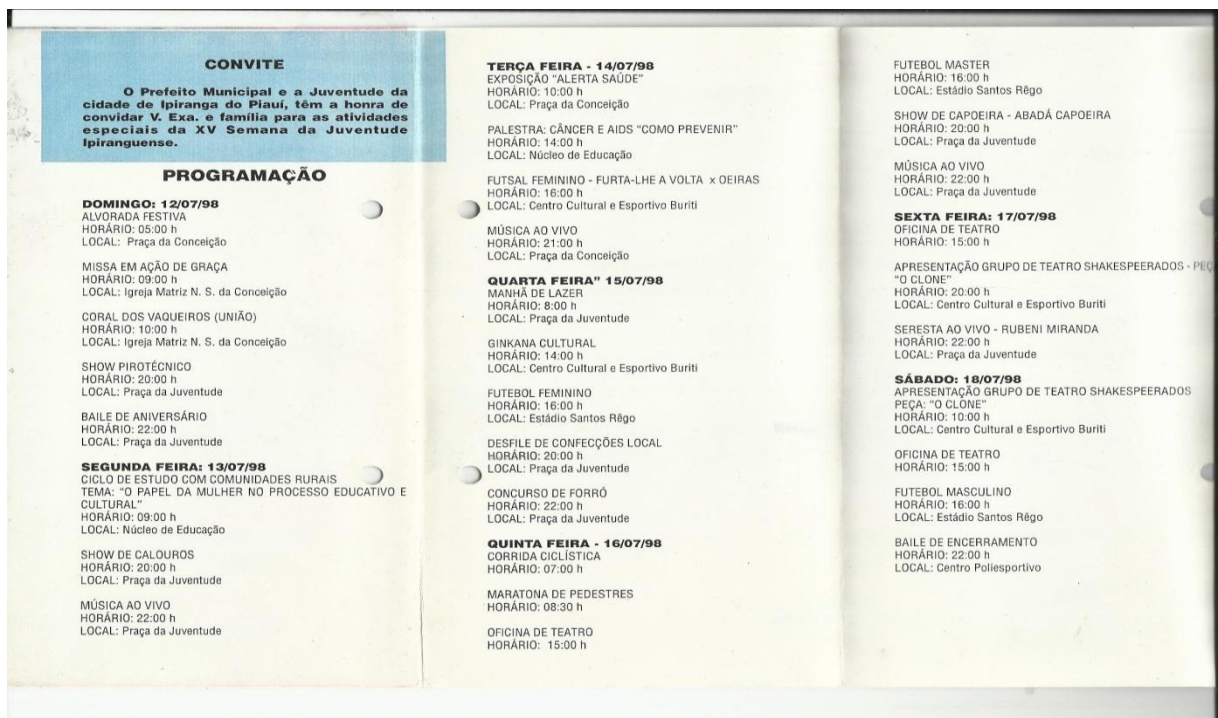 CONVITE
O Prefeito Municipal e a Juventude da
cidade de Ipiranga do Piauí, têm a honra de
convidar V. Exa. e família para as atividades
especiais da XV Semana da Juventude
Ipiranguense.
PROGRAMAÇÃO
DOMINGO: 12/07/98
ALVORADA FESTIVA
HORÁRIO: 05:00 h
LOCAL: Praça da Conceição
MISSA EM AÇÃO DE GRAÇA
HORÁRIO: 09:00 h
LOCAL: Igreja Matriz N. S. da Conceição
CORAL DOS VAQUEIROS (UNIÃO)
HORÁRIO: 10:00 h
LOCAL: Igreja Matriz N. S. da Conceição
SHOW PIROTÉCNICO
HORÁRIO: 20:00 h
LOCAL: Praça da Juventude
BAILE DE ANIVERSÁRIO
HORÁRIO: 22:00 h
LOCAL: Praça da Juventude
SEGUNDA FEIRA: 13/07/98
CICLO DE ESTUDO COM COMUNIDADES RURAIS
TEMA: "O PAPEL DA MULHER NO PROCESSO EDUCATIVO E
CULTURAL"
HORÁRIO: 09:00 h
LOCAL: Núcleo de Educação
SHOW DE CALOUROS
HORÁRIO: 20:00 h
LOCAL: Praça da Juventude
MÚSICA AO VIVO
HORÁRIO: 22:00 h
LOCAL: Praça da Juventude
TERÇA FEIRA - 14/07/98
EXPOSIÇÃO "ALERTA SAÚDE"
HORÁRIO: 10:00 h
LOCAL: Praça da Conceição
PALESTRA: CÂNCER E AIDS "COMO PREVENIR"
HORÁRIO: 14:00 h
LOCAL: Núcleo de Educação
FUTSAL FEMININO - FURTA-LHE A VOLTA x OEIRAS
HORÁRIO: 16:00 h
LOCAL: Centro Cultural e Esportivo Buriti
MÚSICA AO VIVO
HORÁRIO: 21:00 h
LOCAL: Praça da Conceição
QUARTA FEIRA" 15/07/98
MANHÃ DE LAZER
HORÁRIO: 8:00 h
LOCAL: Praça da Juventude
GINKANA CULTURAL
HORÁRIO: 14:00 h
LOCAL: Centro Cultural e Esportivo Buriti
FUTEBOL FEMININO
HORÁRIO: 16:00 h
LOCAL: Estádio Santos Rêgo
DESFILE DE CONFECÇÕES LOCAL
HORÁRIO: 20:00 h
LOCAL: Praça da Juventude
CONCURSO DE FORRÓ
HORÁRIO: 22:00 h
LOCAL: Praça da Juventude
QUINTA FEIRA - 16/07/98
CORRIDA CICLÍSTICA
HORÁRIO: 07:00 h
MARATONA DE PEDESTRES
HORÁRIO: 08:30 h
OFICINA DE TEATRO
HORÁRIO: 15:00 h
FUTEBOL MASTER
HORÁRIO: 16:00 h
LOCAL: Estádio Santos Rêgo
SHOW DE CAPOEIRA - ABADÁ CAPOEIRA
HORÁRIO: 20:00 h
LOCAL: Praça da Juventude
MÚSICA AO VIVO
HORÁRIO: 22:00 h
LOCAL: Praça da Juventude
SEXTA FEIRA: 17/07/98
OFICINA DE TEATRO
HORÁRIO: 15:00 h
APRESENTAÇÃO GRUPO DE TEATRO SHAKESPEERADOS - PEÇ
"O CLONE"
HORÁRIO: 20:00 h
LOCAL: Centro Cultural e Esportivo Buriti
SERESTA AO VIVO - RUBENI MIRANDA
HORÁRIO: 22:00 h
LOCAL: Praça da Juventude
SÁBADO: 18/07/98
APRESENTAÇÃO GRUPO DE TEATRO SHAKESPEERADOS
PEÇA: "O CLONE"
HORÁRIO: 10:00 h
LOCAL: Centro Cultural e Esportivo Buriti
OFICINA DE TEATRO
HORÁRIO: 15:00 h
FUTEBOL MASCULINO
HORÁRIO: 16:00 h
LOCAL: Estádio Santos Rêgo
BAILE DE ENCERRAMENTO
HORÁRIO: 22:00 h
LOCAL: Centro Poliesportivo